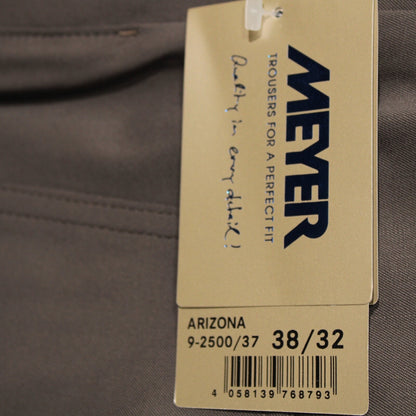 MEYER
TROUSERS FOR A PERFECT FIT
Quality in every detail!
ARIZONA
9-2500/37 38/32
4 058139 768793